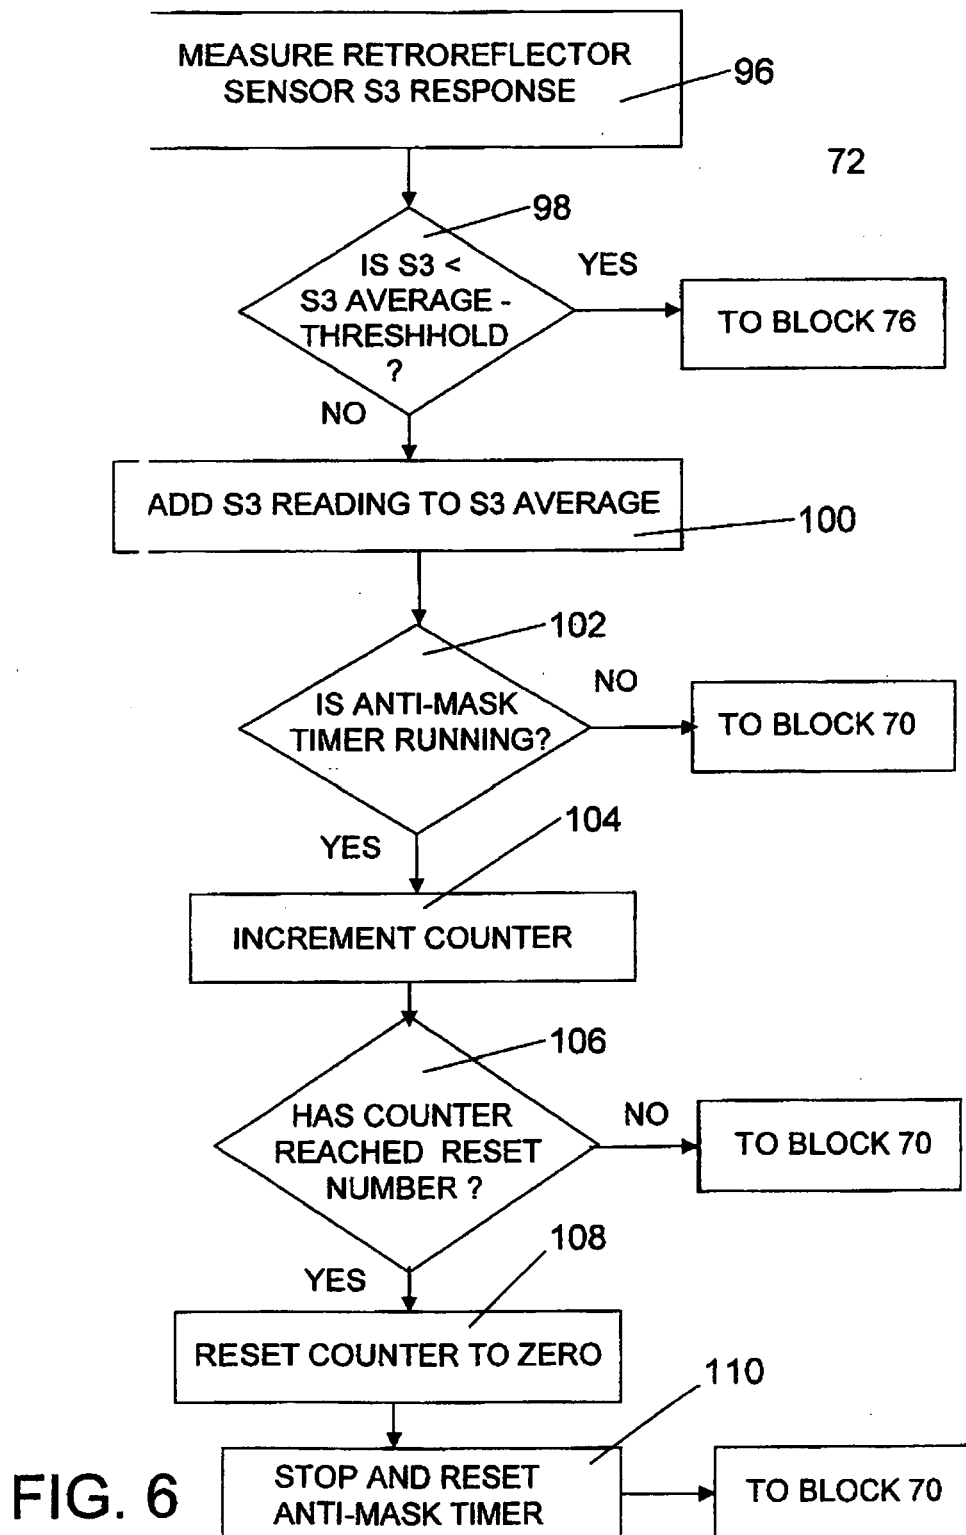 MEASURE RETROREFLECTOR
SENSOR S3 RESPONSE
96
72
98
IS S3 <
S3 AVERAGE -
THRESHHOLD
?
YES
TO BLOCK 76
NO
ADD S3 READING TO S3 AVERAGE
100
102
IS ANTI-MASK
TIMER RUNNING?
NO
TO BLOCK 70
YES
104
INCREMENT COUNTER
106
HAS COUNTER
REACHED RESET
NUMBER ?
NO
TO BLOCK 70
YES
108
RESET COUNTER TO ZERO
110
STOP AND RESET
ANTI-MASK TIMER
TO BLOCK 70
FIG. 6